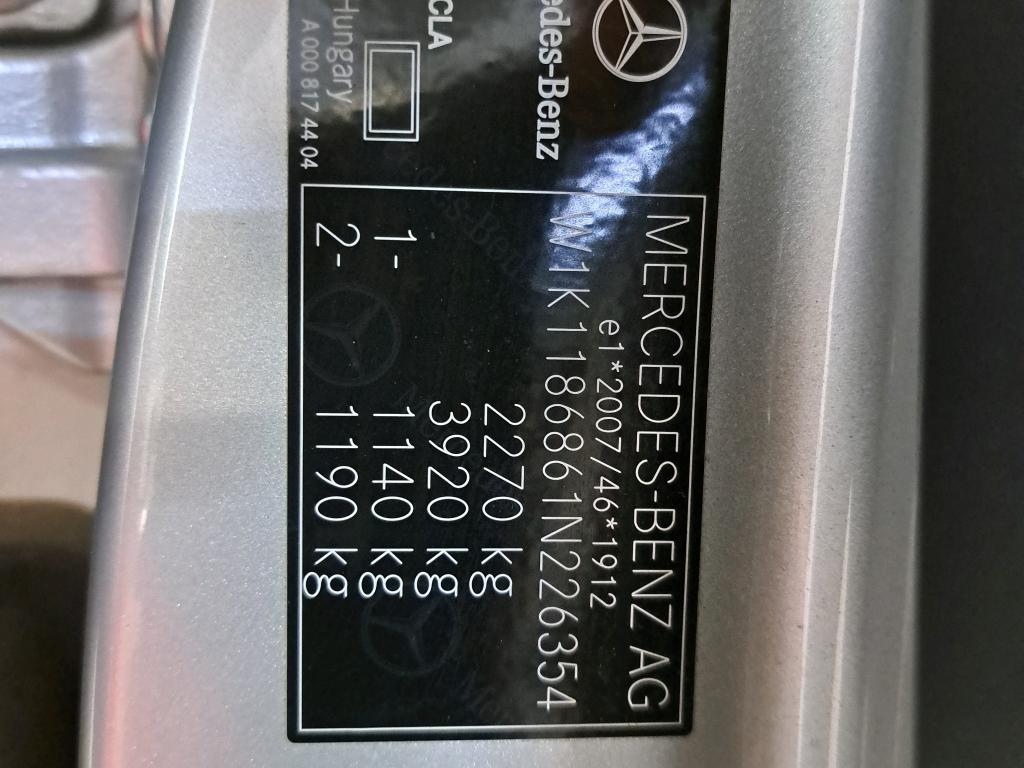 edes-Benz
CLA
Hungary
A 000 817 44 04
MERCEDES-BENZ AG
e1*2007/46*1912
W1K1186861N226354
2270 kg
3920 kg
1- 1140 kg
2- 1190 kg